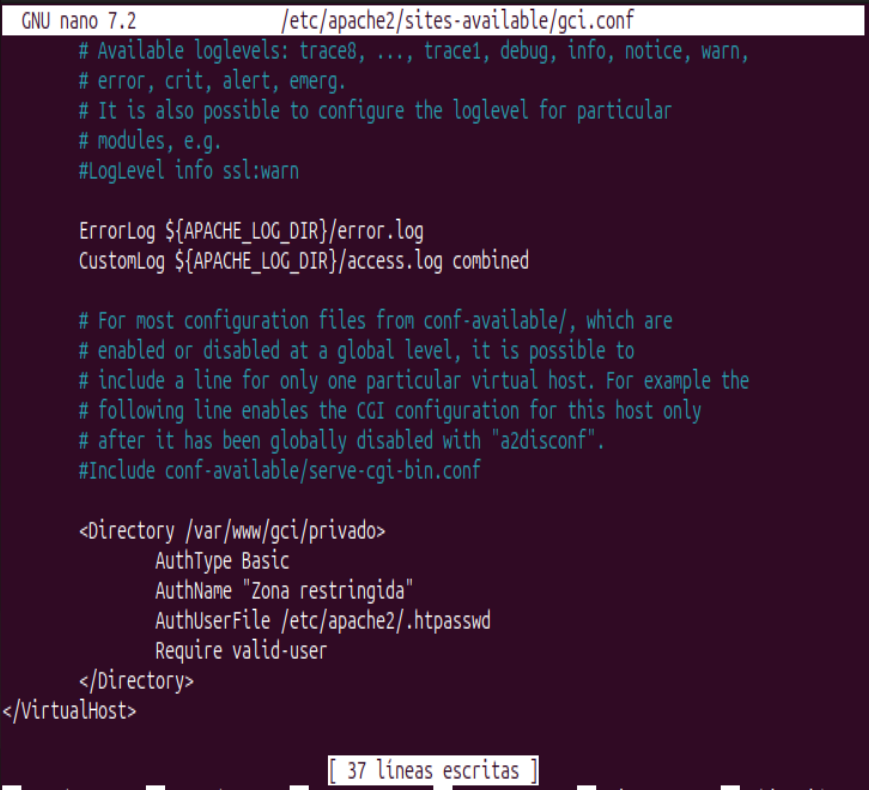 GNU nano 7.2 /etc/apache2/sites-available/gci.conf
# Available loglevels: trace8, ..., trace1, debug, info, notice, warn,
# error, crit, alert, emerg.
# It is also possible to configure the loglevel for particular
# modules, e.g.
#LogLevel info ssl:warn
ErrorLog ${APACHE_LOG_DIR}/error.log
CustomLog ${APACHE_LOG_DIR}/access.log combined
# For most configuration files from conf-available/, which are
# enabled or disabled at a global level, it is possible to
# include a line for only one particular virtual host. For example the
# following line enables the CGI configuration for this host only
# after it has been globally disabled with "a2disconf".
#Include conf-available/serve-cgi-bin.conf
<Directory /var/www/gci/privado>
AuthType Basic
AuthName "Zona restringida"
AuthUserFile /etc/apache2/.htpasswd
Require valid-user
</Directory>
</VirtualHost>
[ 37 líneas escritas ]